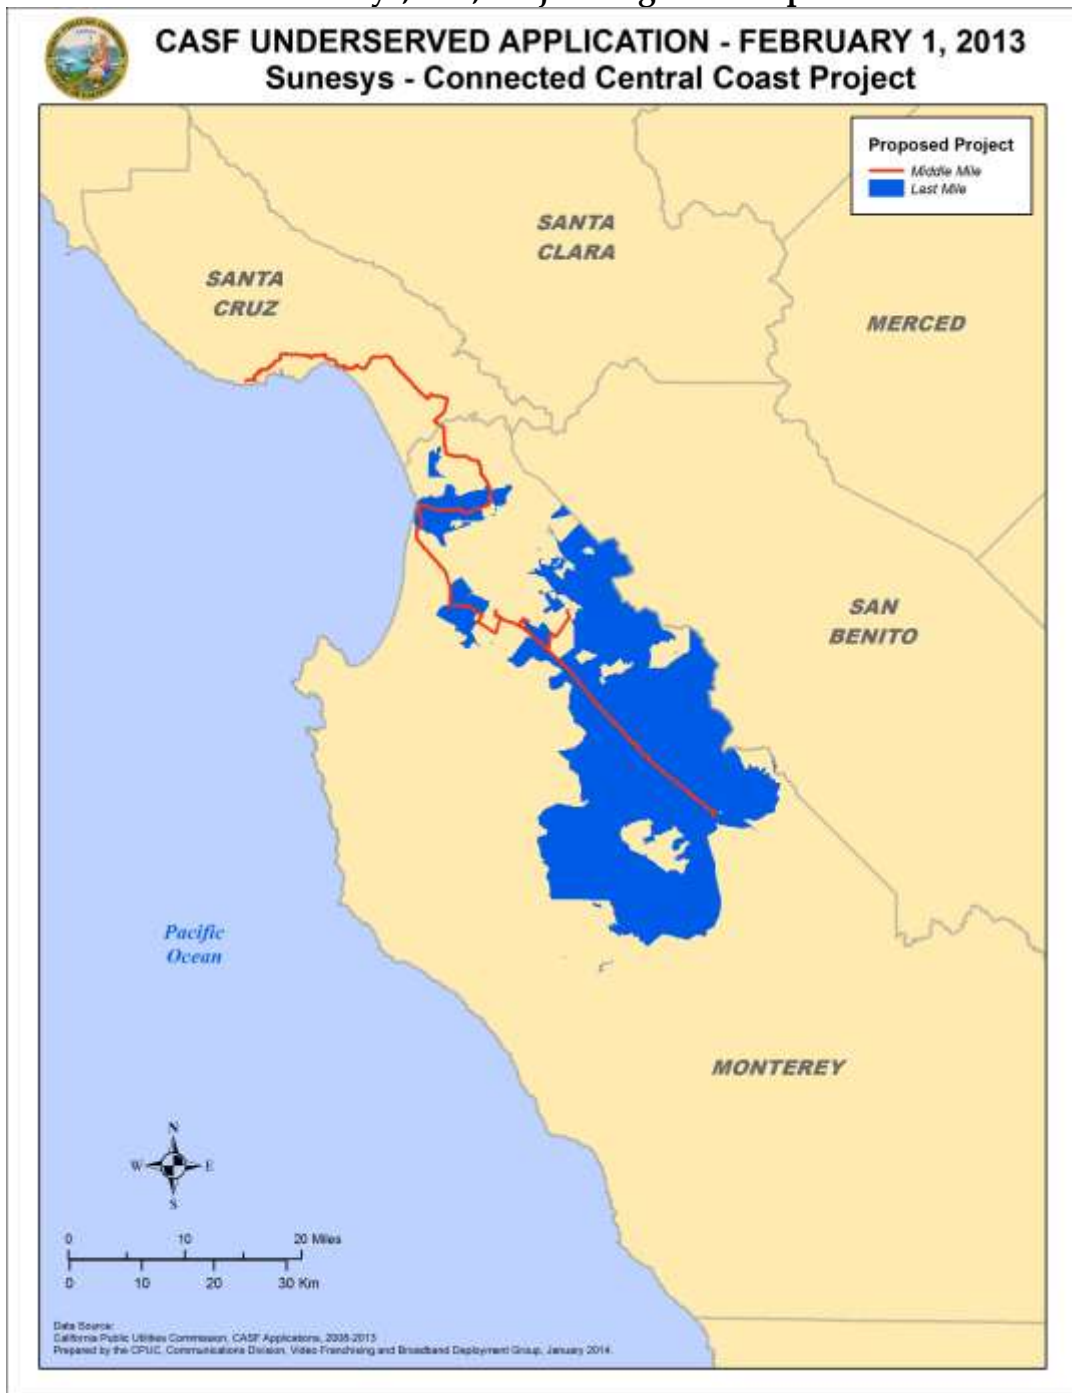 CASF UNDERSERVED APPLICATION - FEBRUARY 1, 2013
Sunesys - Connected Central Coast Project
Proposed Project
Middle Mile
Last Mile
SANTA
CLARA
SANTA
CRUZ
MERCED
SAN
BENITO
Pacific
Ocean
MONTEREY
N
W E
S
0 10 20 Miles
0 10 20 30 Km
Data Source:
California Public Utilities Commission, CASF Applications, 2008-2013
Prepared by the CPUC, Communications Division, Video Franchising and Broadband Deployment Group, January 2014.